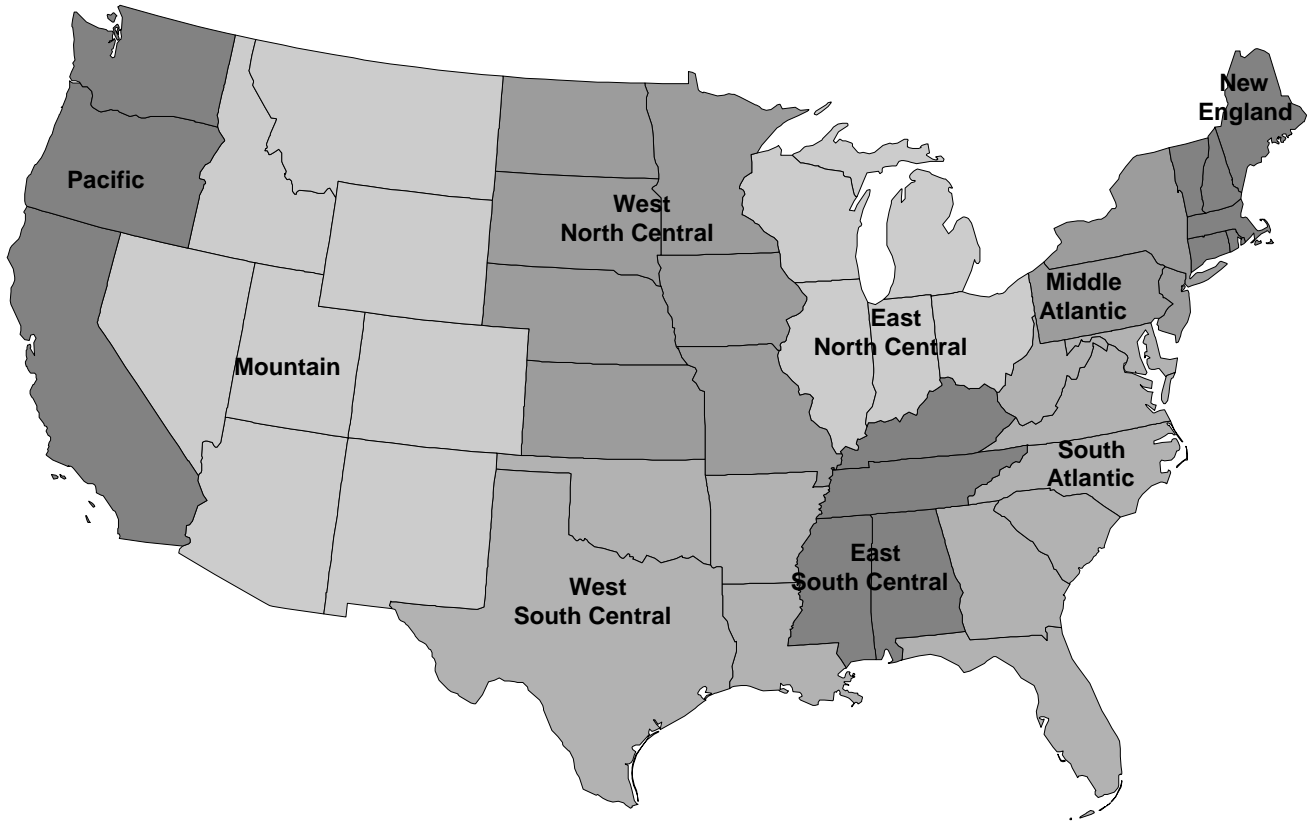 New
England
Pacific
West
North Central
Middle
Atlantic
East
North Central
Mountain
South
Atlantic
East
South Central
West
South Central